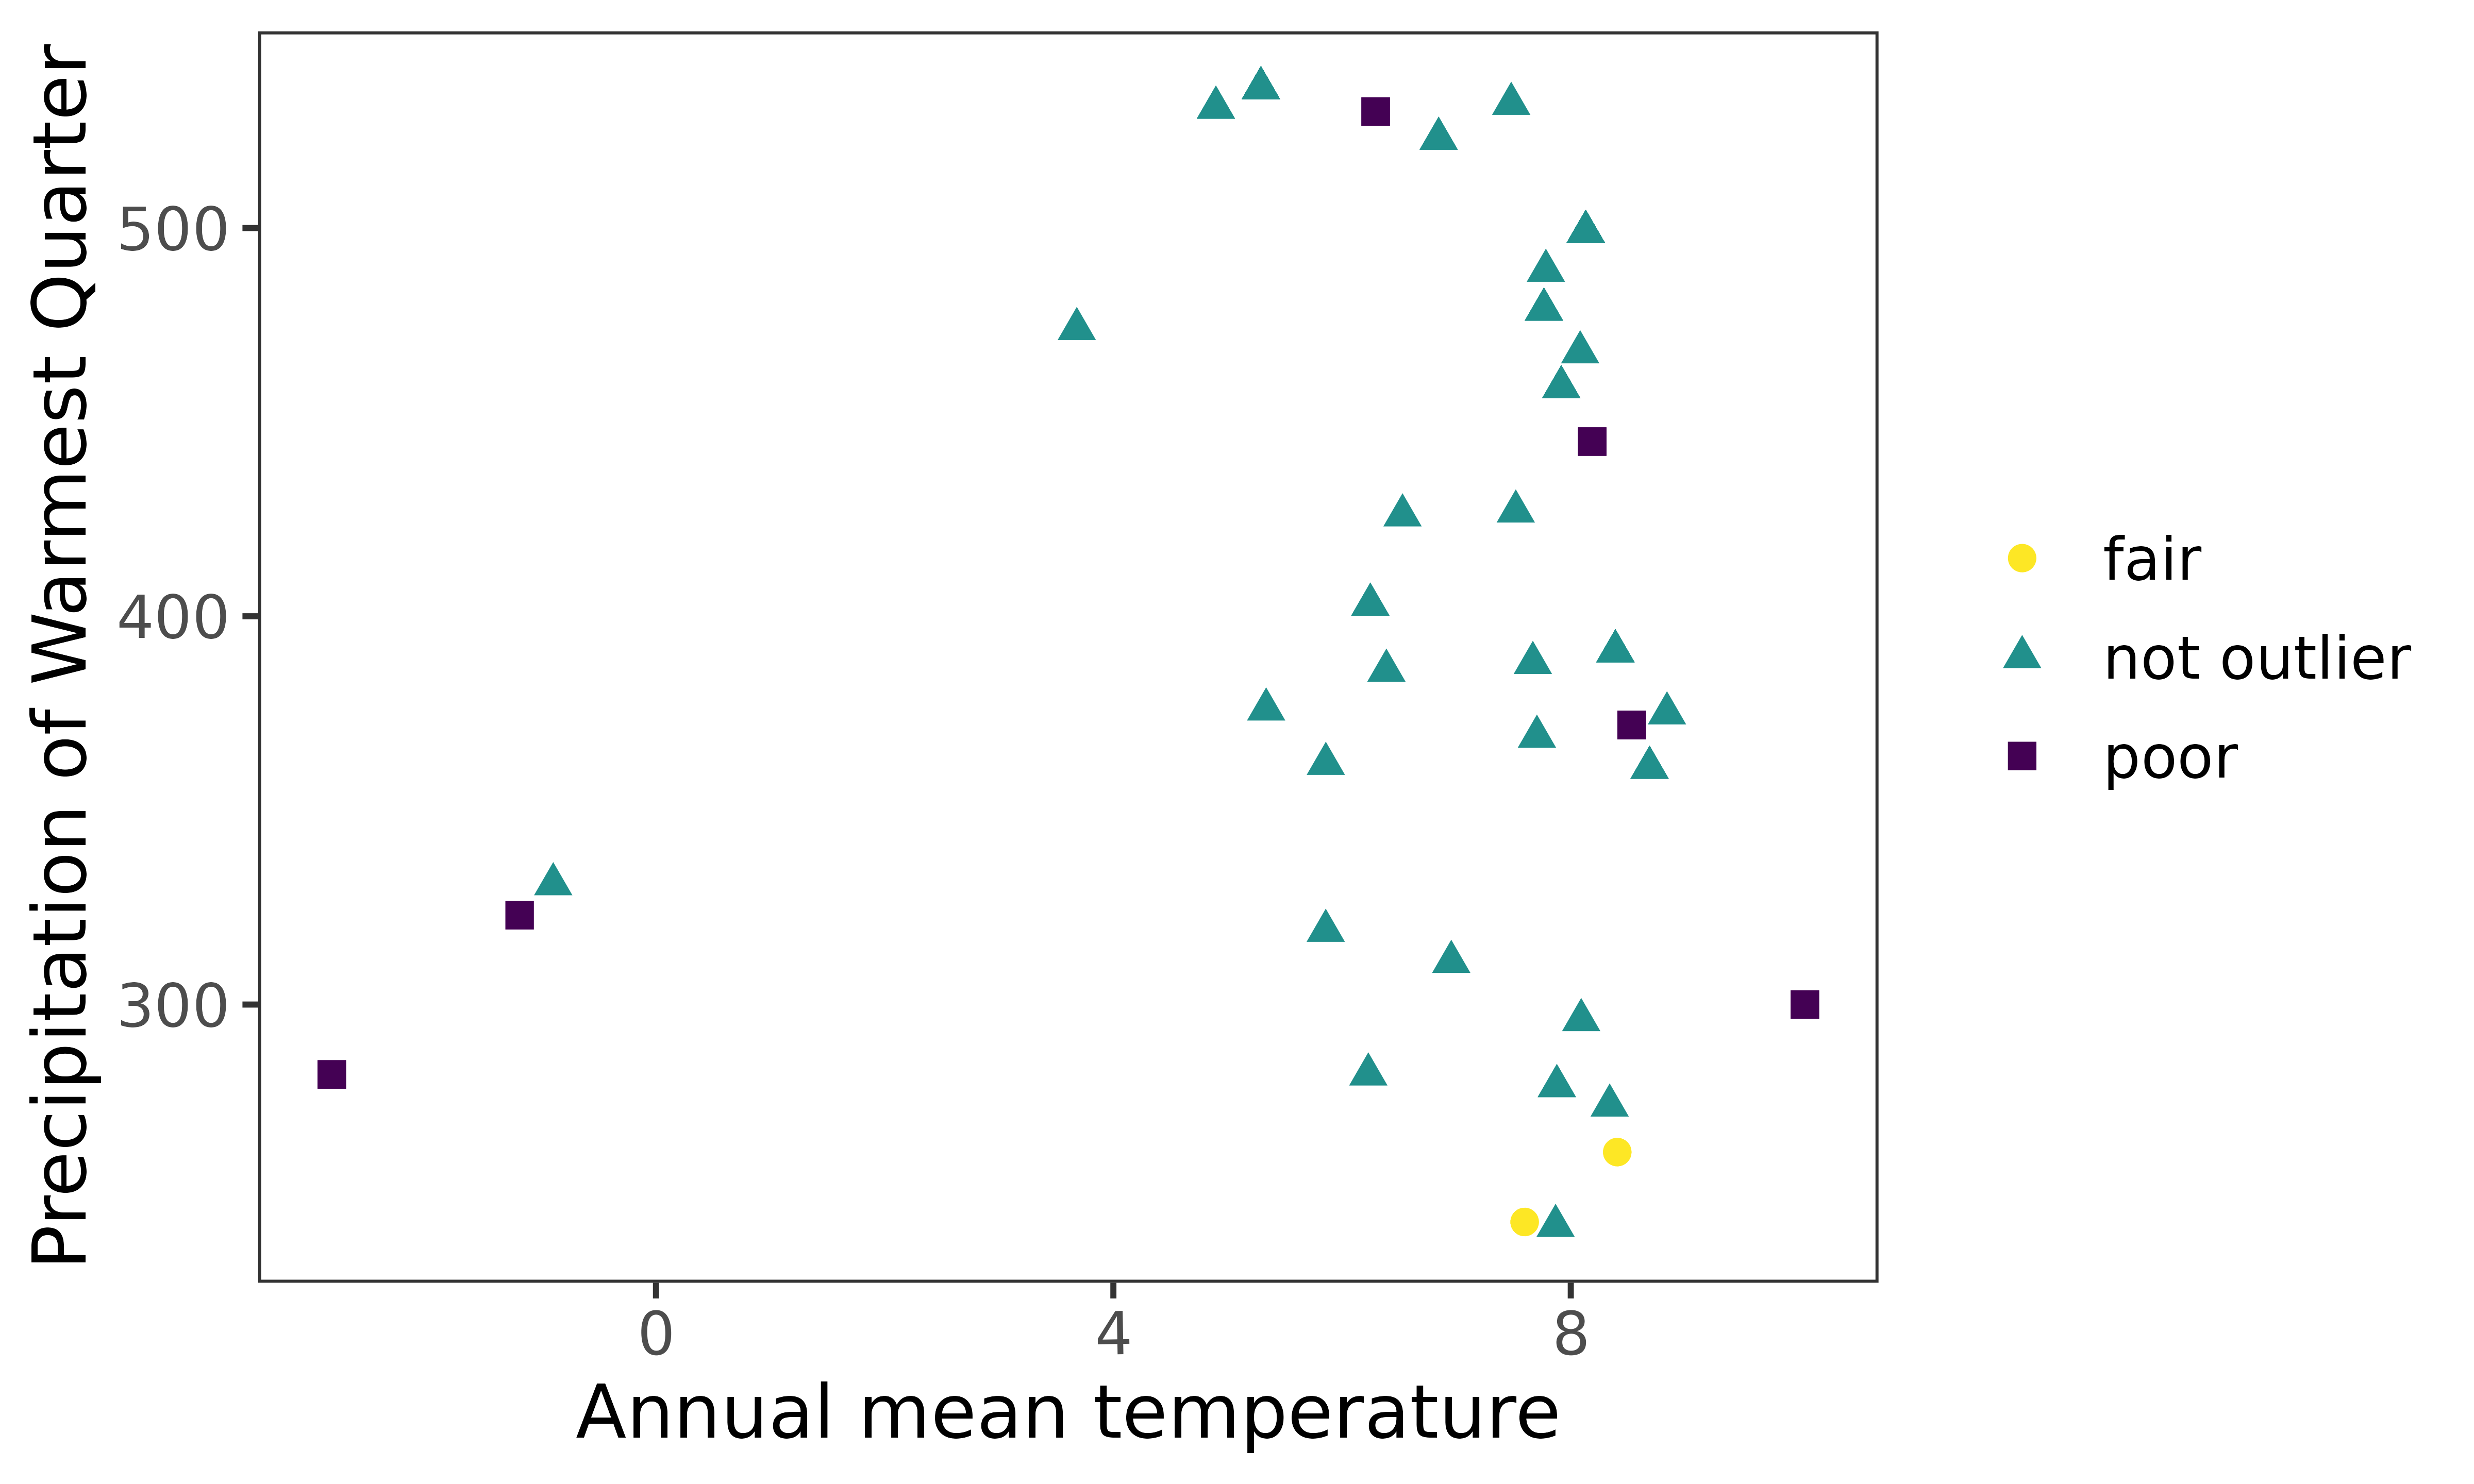 Precipitation of Warmest Quarter
500
400
300
0 4 8
Annual mean temperature
fair
not outlier
poor